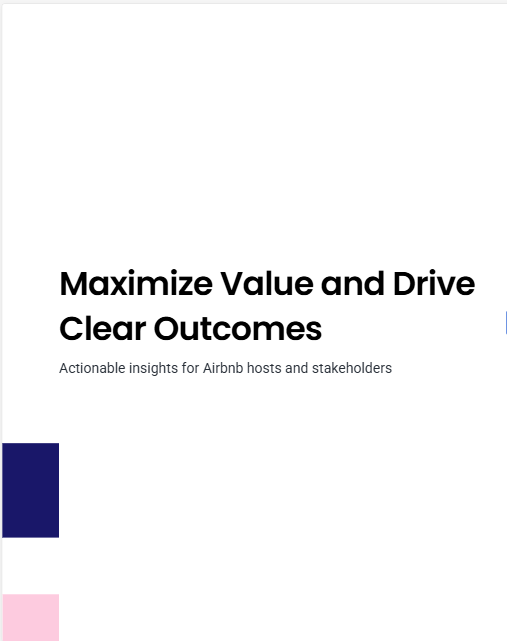 Maximize Value and Drive
Clear Outcomes
Actionable insights for Airbnb hosts and stakeholders